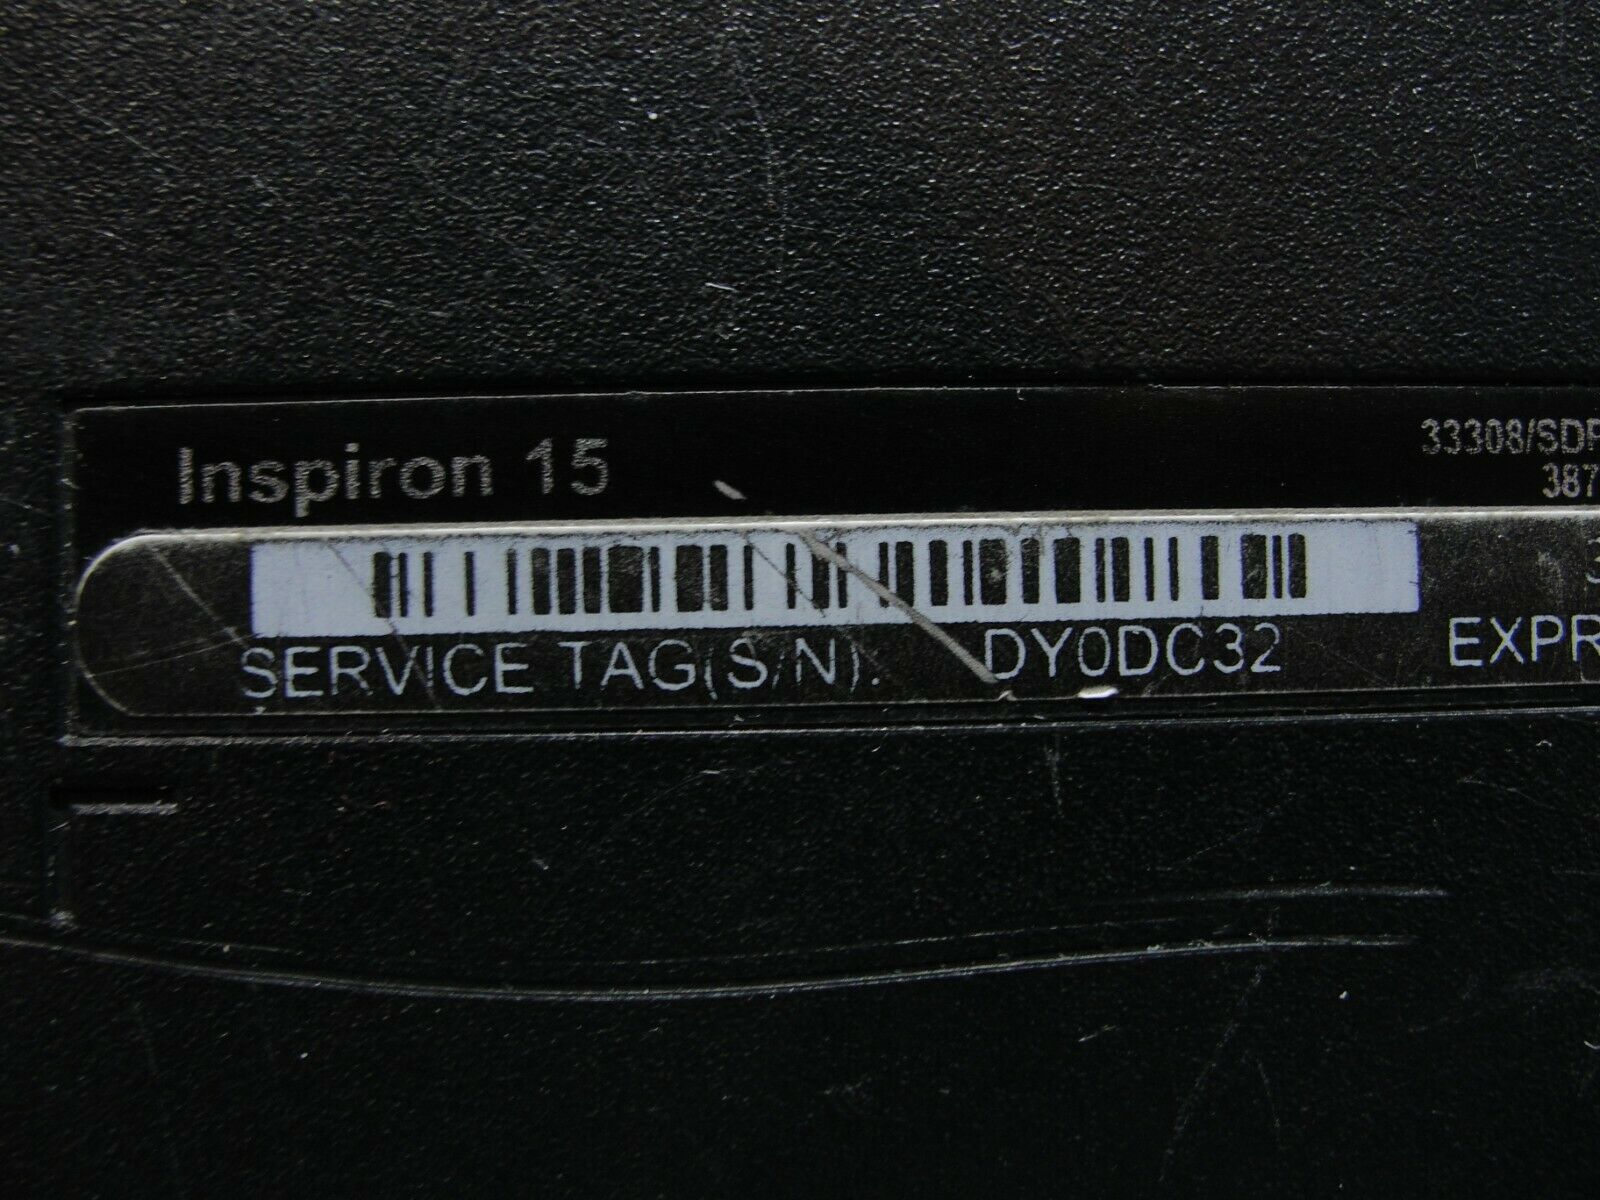 Inspiron 15
33308/SDP
387
SERVICE TAG(S/N): DY0DC32
EXPR